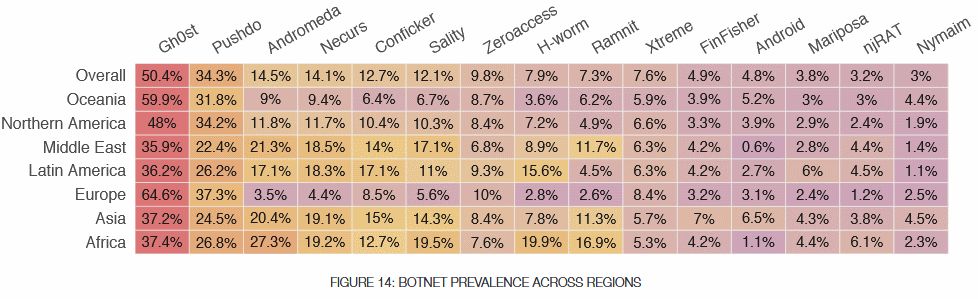 Gh0st Pushdo Andromeda Necurs Conficker Sality Zeroaccess H-worm Ramnit Xtreme FinFisher Android Mariposa njRAT Nymaim
Overall 50.4% 34.3% 14.5% 14.1% 12.7% 12.1% 9.8% 7.9% 7.3% 7.6% 4.9% 4.8% 3.8% 3.2% 3%
Oceania 59.9% 31.8% 9% 9.4% 6.4% 6.7% 8.7% 3.6% 6.2% 5.9% 3.9% 5.2% 3% 3% 4.4%
Northern America 48% 34.2% 11.8% 11.7% 10.4% 10.3% 8.4% 7.2% 4.9% 6.6% 3.3% 3.9% 2.9% 2.4% 1.9%
Middle East 35.9% 22.4% 21.3% 18.5% 14% 17.1% 6.8% 8.9% 11.7% 6.3% 4.2% 0.6% 2.8% 4.4% 1.4%
Latin America 36.2% 26.2% 17.1% 18.3% 17.1% 11% 9.3% 15.6% 4.5% 6.3% 4.2% 2.7% 6% 4.5% 1.1%
Europe 64.6% 37.3% 3.5% 4.4% 8.5% 5.6% 10% 2.8% 2.6% 8.4% 3.2% 3.1% 2.4% 1.2% 2.5%
Asia 37.2% 24.5% 20.4% 19.1% 15% 14.3% 8.4% 7.8% 11.3% 5.7% 7% 6.5% 4.3% 3.8% 4.5%
Africa 37.4% 26.8% 27.3% 19.2% 12.7% 19.5% 7.6% 19.9% 16.9% 5.3% 4.2% 1.1% 4.4% 6.1% 2.3%
FIGURE 14: BOTNET PREVALENCE ACROSS REGIONS